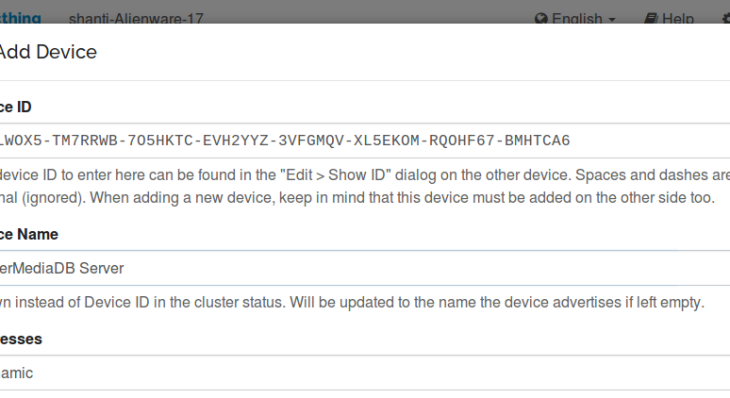 cthing shanti-Alienware-17 English Help
Add Device
ce ID
LWOX5-TM7RRWB-7O5HKTC-EVH2YYZ-3VFGMQV-XL5EKOM-RQOHF67-BMHTCA6
device ID to enter here can be found in the "Edit > Show ID" dialog on the other device. Spaces and dashes are
nal (ignored). When adding a new device, keep in mind that this device must be added on the other side too.
ce Name
erMediaDB Server
wn instead of Device ID in the cluster status. Will be updated to the name the device advertises if left empty.
esses
amic